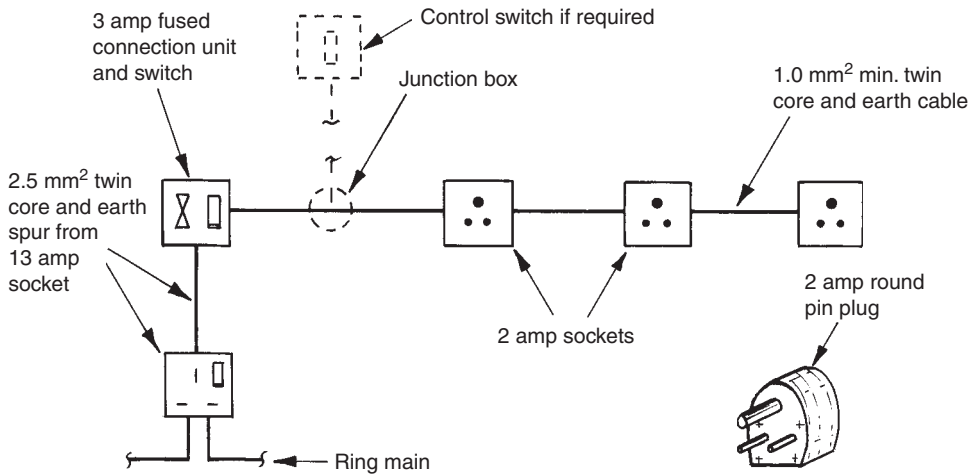 3 amp fused
connection unit
and switch
Control switch if required
Junction box
1.0 mm² min. twin
core and earth cable
2.5 mm² twin
core and earth
spur from
13 amp
socket
2 amp sockets
2 amp round
pin plug
Ring main